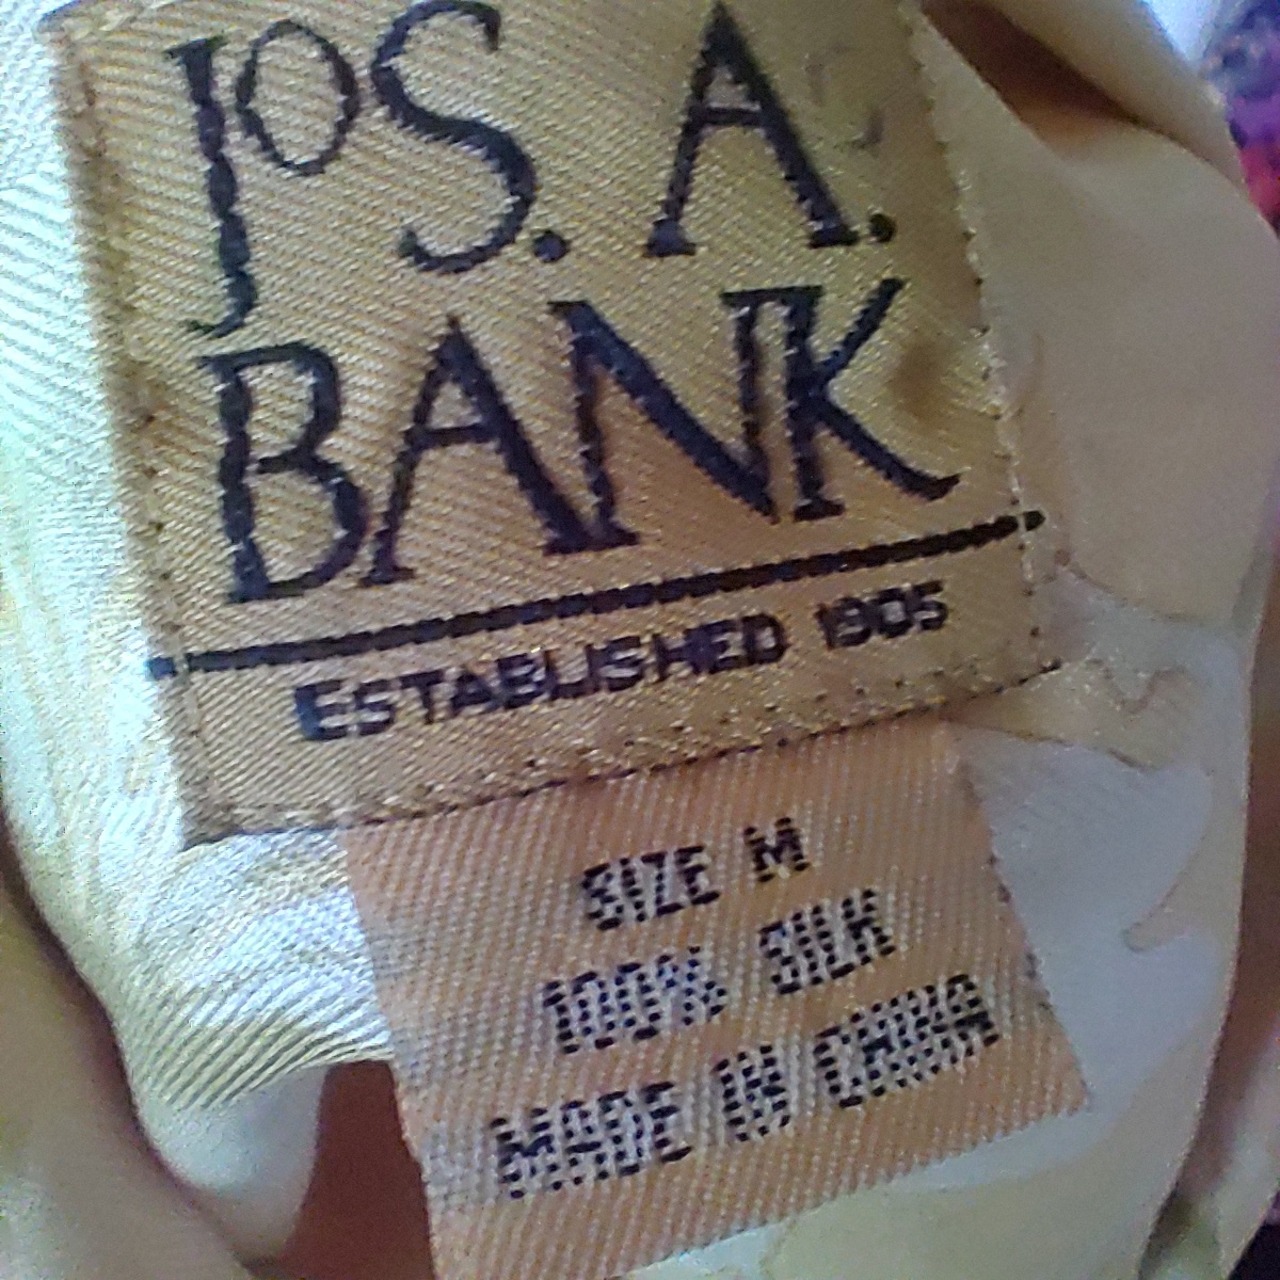 JOS. A.
BANK
ESTABLISHED 1905
SIZE M
100% SILK
MADE IN CHINA